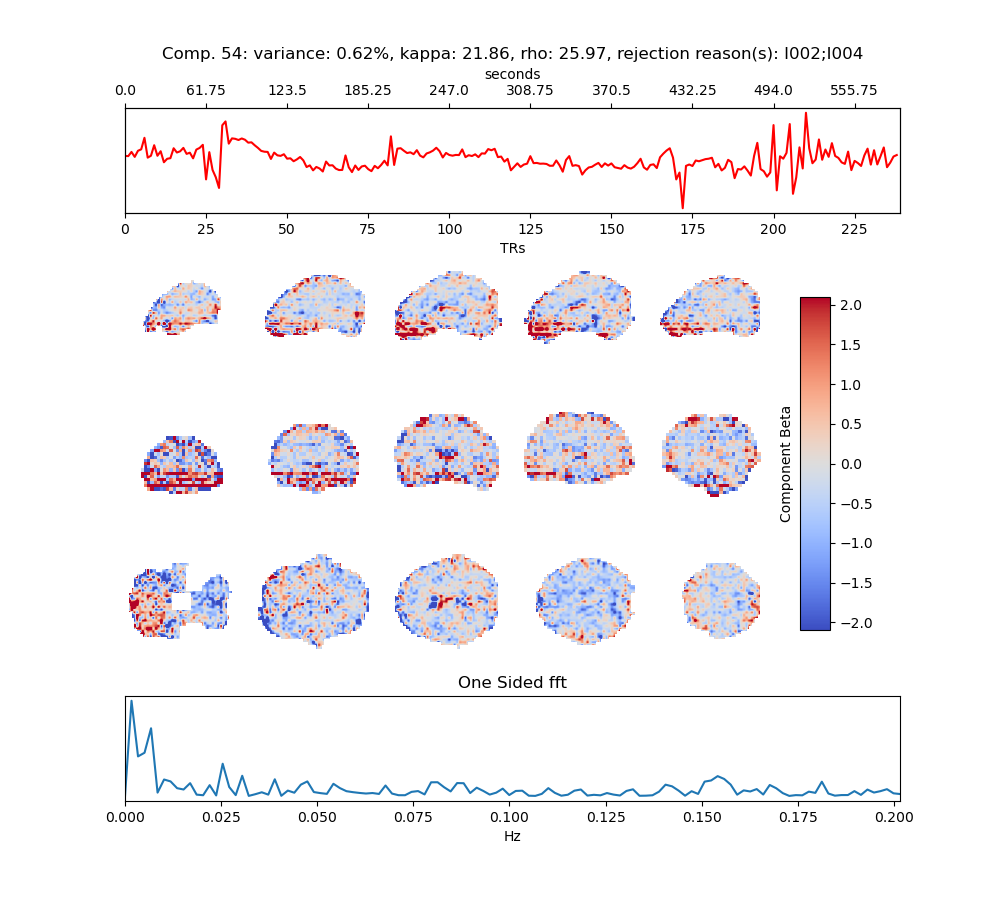 Comp. 54: variance: 0.62%, kappa: 21.86, rho: 25.97, rejection reason(s): I002;I004
seconds
0.0 61.75 123.5 185.25 247.0 308.75 370.5 432.25 494.0 555.75
0 25 50 75 100 125 150 175 200 225
TRs
2.0
1.5
1.0
0.5
0.0
−0.5
−1.0
−1.5
−2.0
Component Beta
One Sided fft
0.000 0.025 0.050 0.075 0.100 0.125 0.150 0.175 0.200
Hz